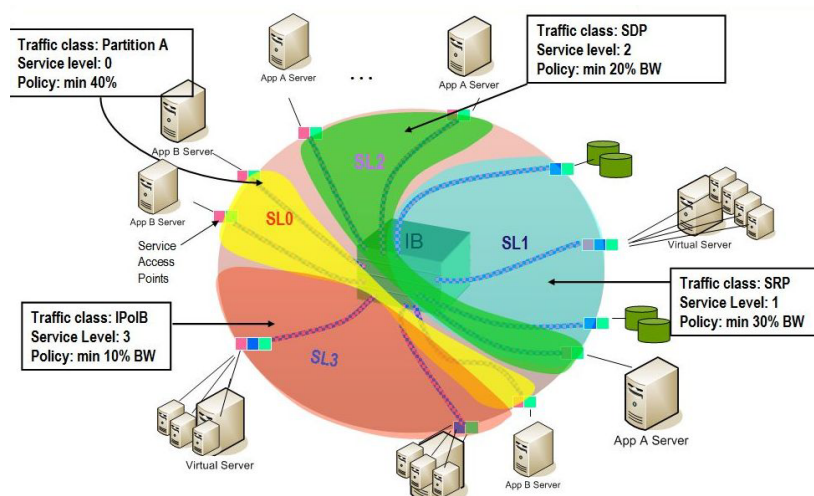 Traffic class: Partition A
Service level: 0
Policy: min 40%
App A Server
...
App A Server
Traffic class: SDP
Service level: 2
Policy: min 20% BW
App B Server
App B Server
Service
Access
Points
SL2
SL0
IB
SL1
Virtual Server
Traffic class: IPoIB
Service Level: 3
Policy: min 10% BW
Traffic class: SRP
Service Level: 1
Policy: min 30% BW
SL3
Virtual Server
App B Server
App A Server